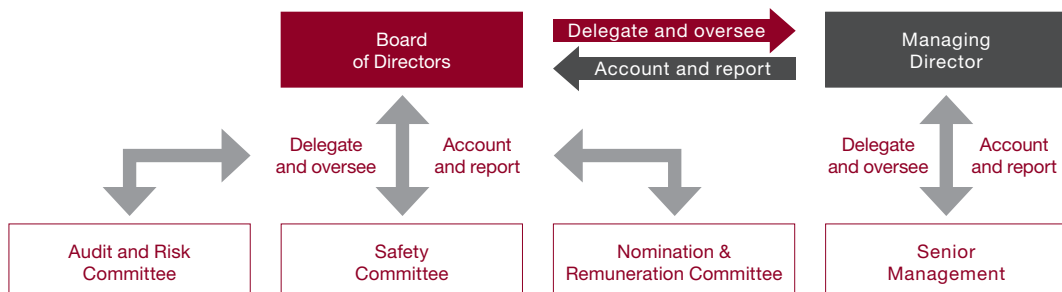 Board
of Directors
Delegate and oversee
Account and report
Managing
Director
Delegate
and oversee
Account
and report
Delegate
and oversee
Account
and report
Audit and Risk
Committee
Safety
Committee
Nomination &
Remuneration Committee
Senior
Management